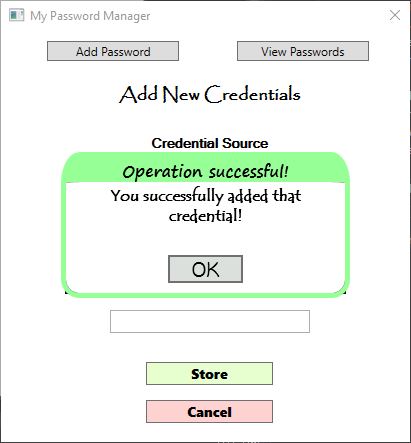 My Password Manager
Add Password
View Passwords
Add New Credentials
Credential Source
Operation successful!
You successfully added that
credential!
OK
Store
Cancel